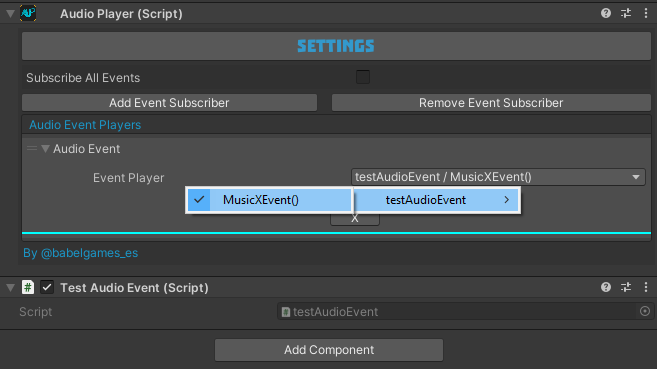 Audio Player (Script)
SETTINGS
Subscribe All Events
Add Event Subscriber
Remove Event Subscriber
Audio Event Players
Audio Event
Event Player
testAudioEvent / MusicXEvent()
MusicXEvent()
testAudioEvent
X
By @babelgames_es
Test Audio Event (Script)
Script
testAudioEvent
Add Component